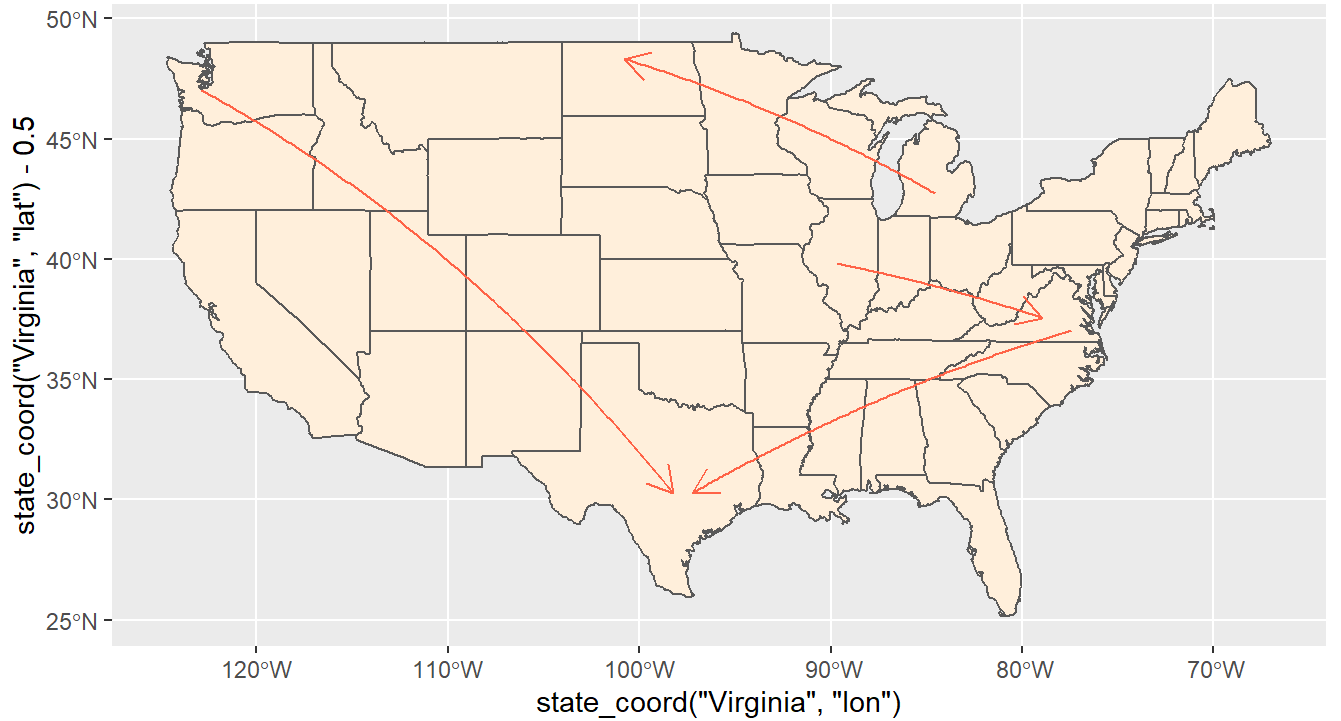 50°N
45°N
40°N
35°N
30°N
25°N
state_coord("Virginia", "lat") - 0.5
120°W 110°W 100°W 90°W 80°W 70°W
state_coord("Virginia", "lon")